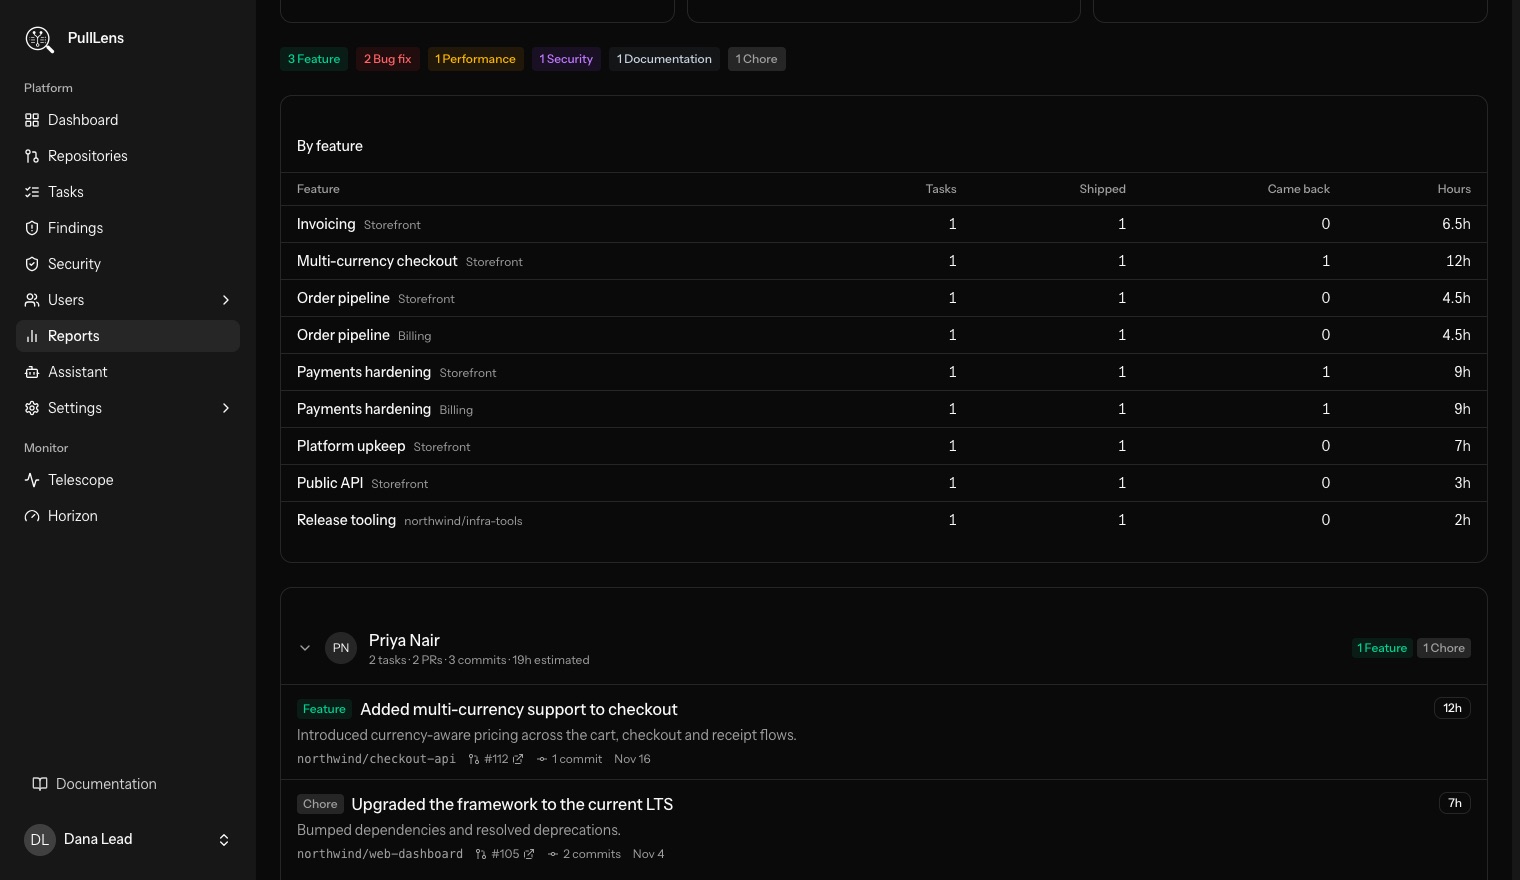 PullLens
Platform
Dashboard
Repositories
Tasks
Findings
Security
Users
Reports
Assistant
Settings
Monitor
Telescope
Horizon
Documentation
DL Dana Lead
3 Feature 2 Bug fix 1 Performance 1 Security 1 Documentation 1 Chore
By feature
Feature Tasks Shipped Came back Hours
Invoicing Storefront 1 1 0 6.5h
Multi-currency checkout Storefront 1 1 1 12h
Order pipeline Storefront 1 1 0 4.5h
Order pipeline Billing 1 1 0 4.5h
Payments hardening Storefront 1 1 1 9h
Payments hardening Billing 1 1 1 9h
Platform upkeep Storefront 1 1 0 7h
Public API Storefront 1 1 0 3h
Release tooling northwind/infra-tools 1 1 0 2h
PN Priya Nair 1 Feature 1 Chore
2 tasks · 2 PRs · 3 commits · 19h estimated
Feature Added multi-currency support to checkout 12h
Introduced currency-aware pricing across the cart, checkout and receipt flows.
northwind/checkout-api #112 1 commit Nov 16
Chore Upgraded the framework to the current LTS 7h
Bumped dependencies and resolved deprecations.
northwind/web-dashboard #105 2 commits Nov 4